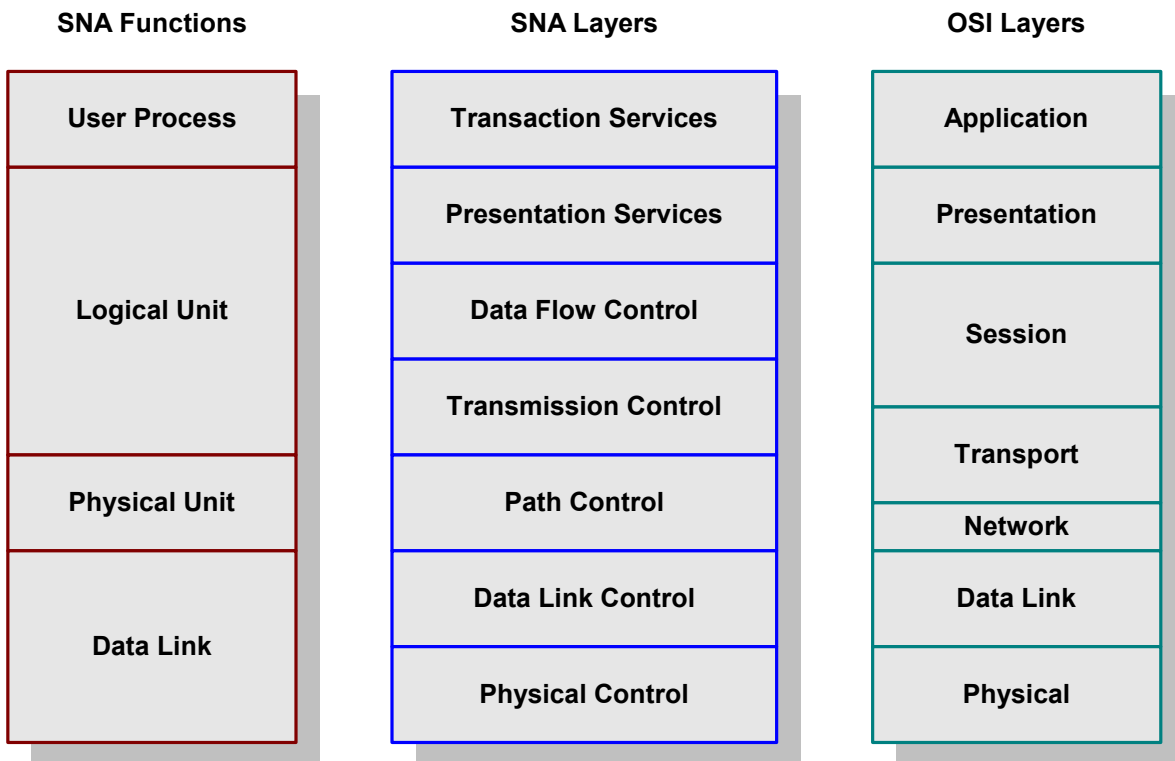 SNA Functions
User Process
Logical Unit
Physical Unit
Data Link
SNA Layers
Transaction Services
Presentation Services
Data Flow Control
Transmission Control
Path Control
Data Link Control
Physical Control
OSI Layers
Application
Presentation
Session
Transport
Network
Data Link
Physical